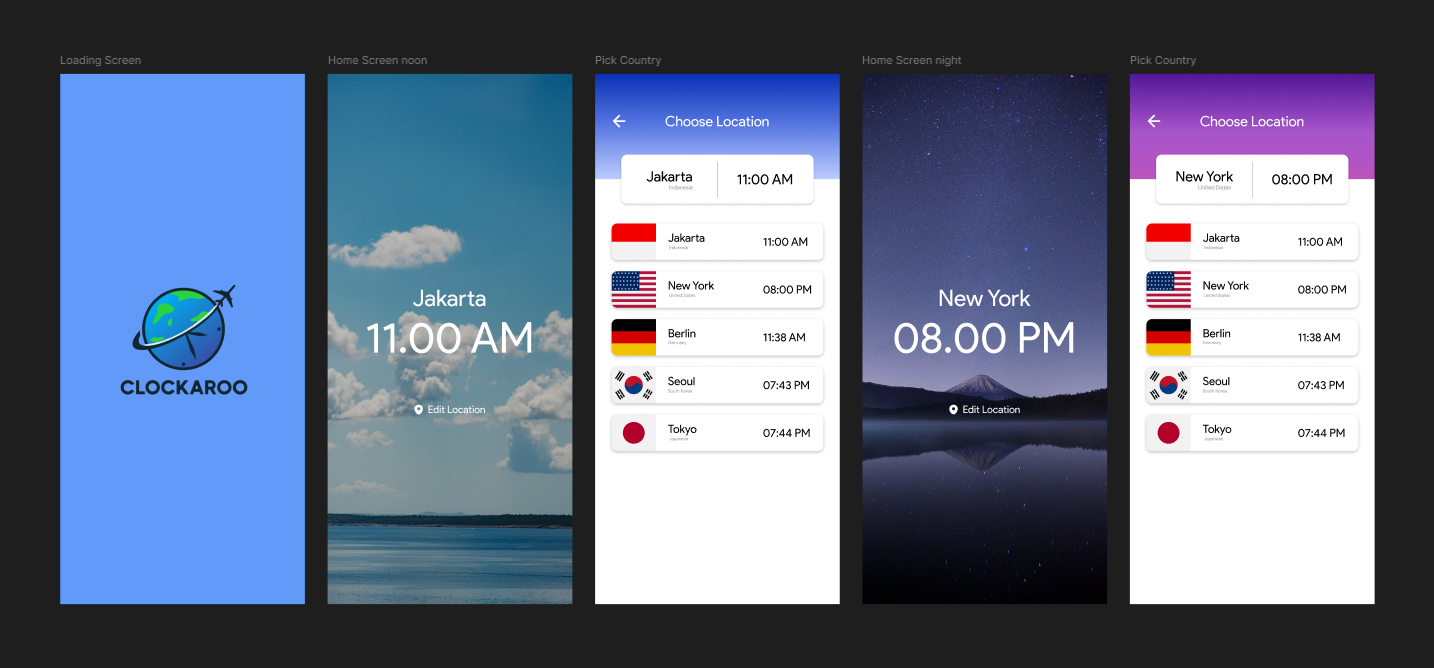 Loading Screen
CLOCKAROO
Home Screen noon
Jakarta
11.00 AM
Edit Location
Pick Country
Choose Location
Jakarta
Indonesia
11:00 AM
Jakarta
Indonesia
11:00 AM
New York
United States
08:00 PM
Berlin
Germany
11:38 AM
Seoul
South Korea
07:43 PM
Tokyo
Japanese
07:44 PM
Home Screen night
New York
08.00 PM
Edit Location
Pick Country
Choose Location
New York
United States
08:00 PM
Jakarta
Indonesia
11:00 AM
New York
United States
08:00 PM
Berlin
Germany
11:38 AM
Seoul
South Korea
07:43 PM
Tokyo
Japanese
07:44 PM